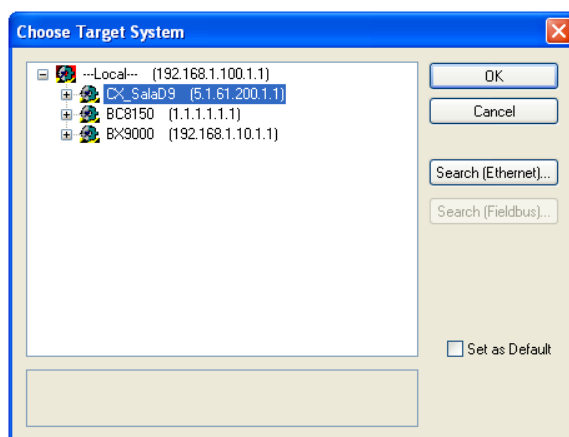 Choose Target System
---Local--- (192.168.1.100.1.1)
CX_SalaD9 (5.1.61.200.1.1)
BC8150 (1.1.1.1.1.1)
BX9000 (192.168.1.10.1.1)
OK
Cancel
Search (Ethernet)...
Search (Fieldbus)...
Set as Default